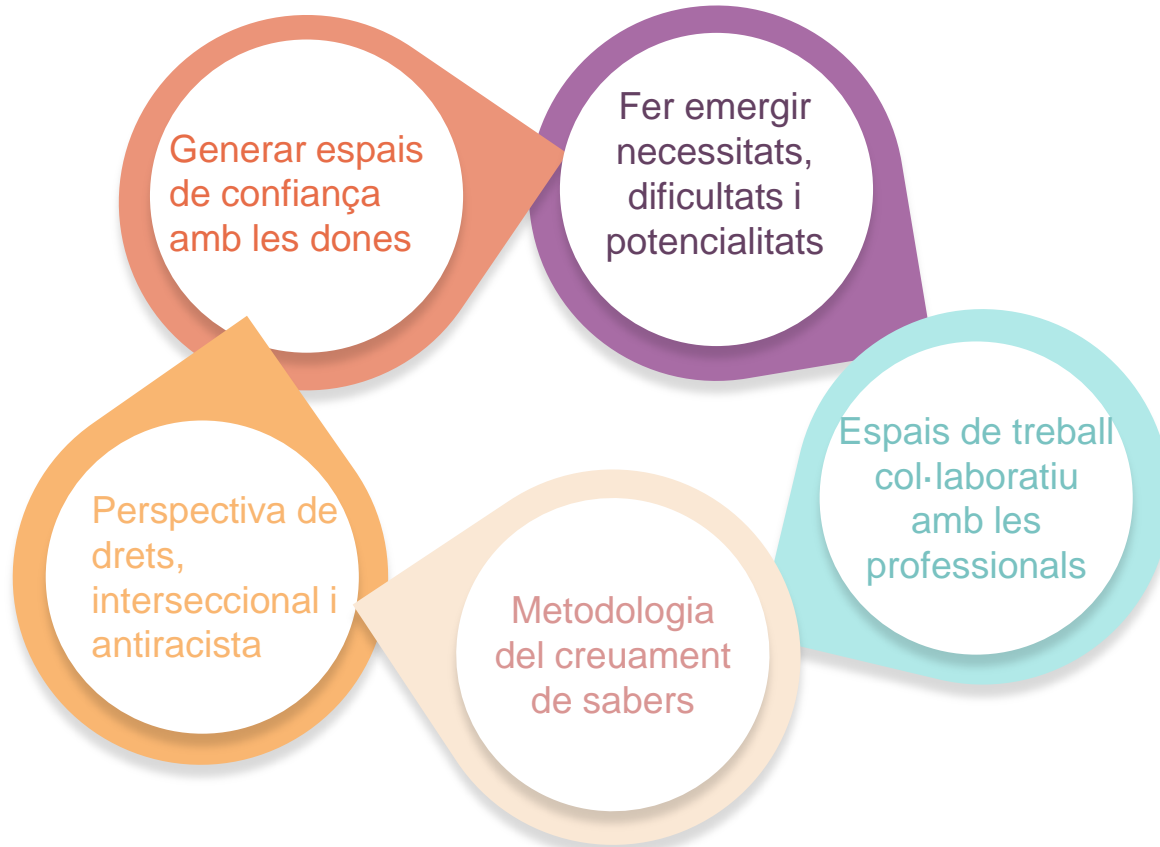 Generar espais
de confiança
amb les dones
Fer emergir
necessitats,
dificultats i
potencialitats
Espais de treball
col·laboratiu
amb les
professionals
Metodologia
del creuament
de sabers
Perspectiva de
drets,
interseccional i
antiracista